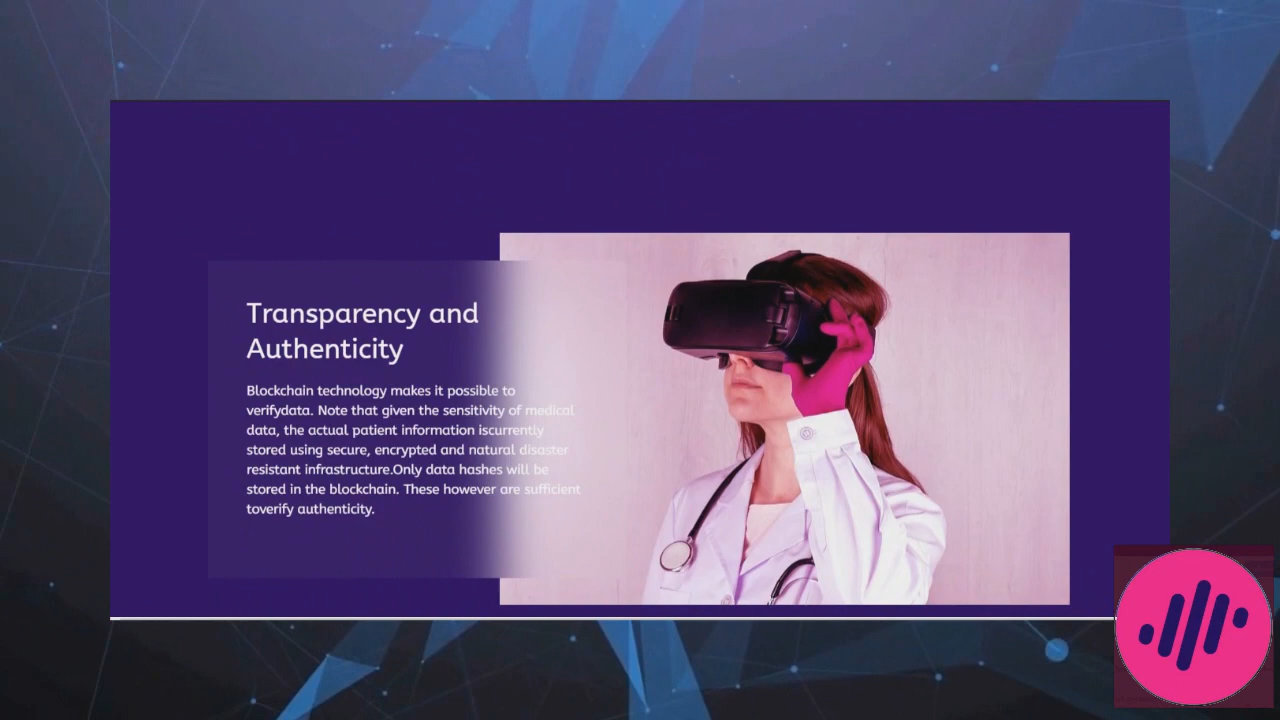 Transparency and
Authenticity
Blockchain technology makes it possible to
verifydata. Note that given the sensitivity of medical
data, the actual patient information iscurrently
stored using secure, encrypted and natural disaster
resistant infrastructure.Only data hashes will be
stored in the blockchain. These however are sufficient
toverify authenticity.